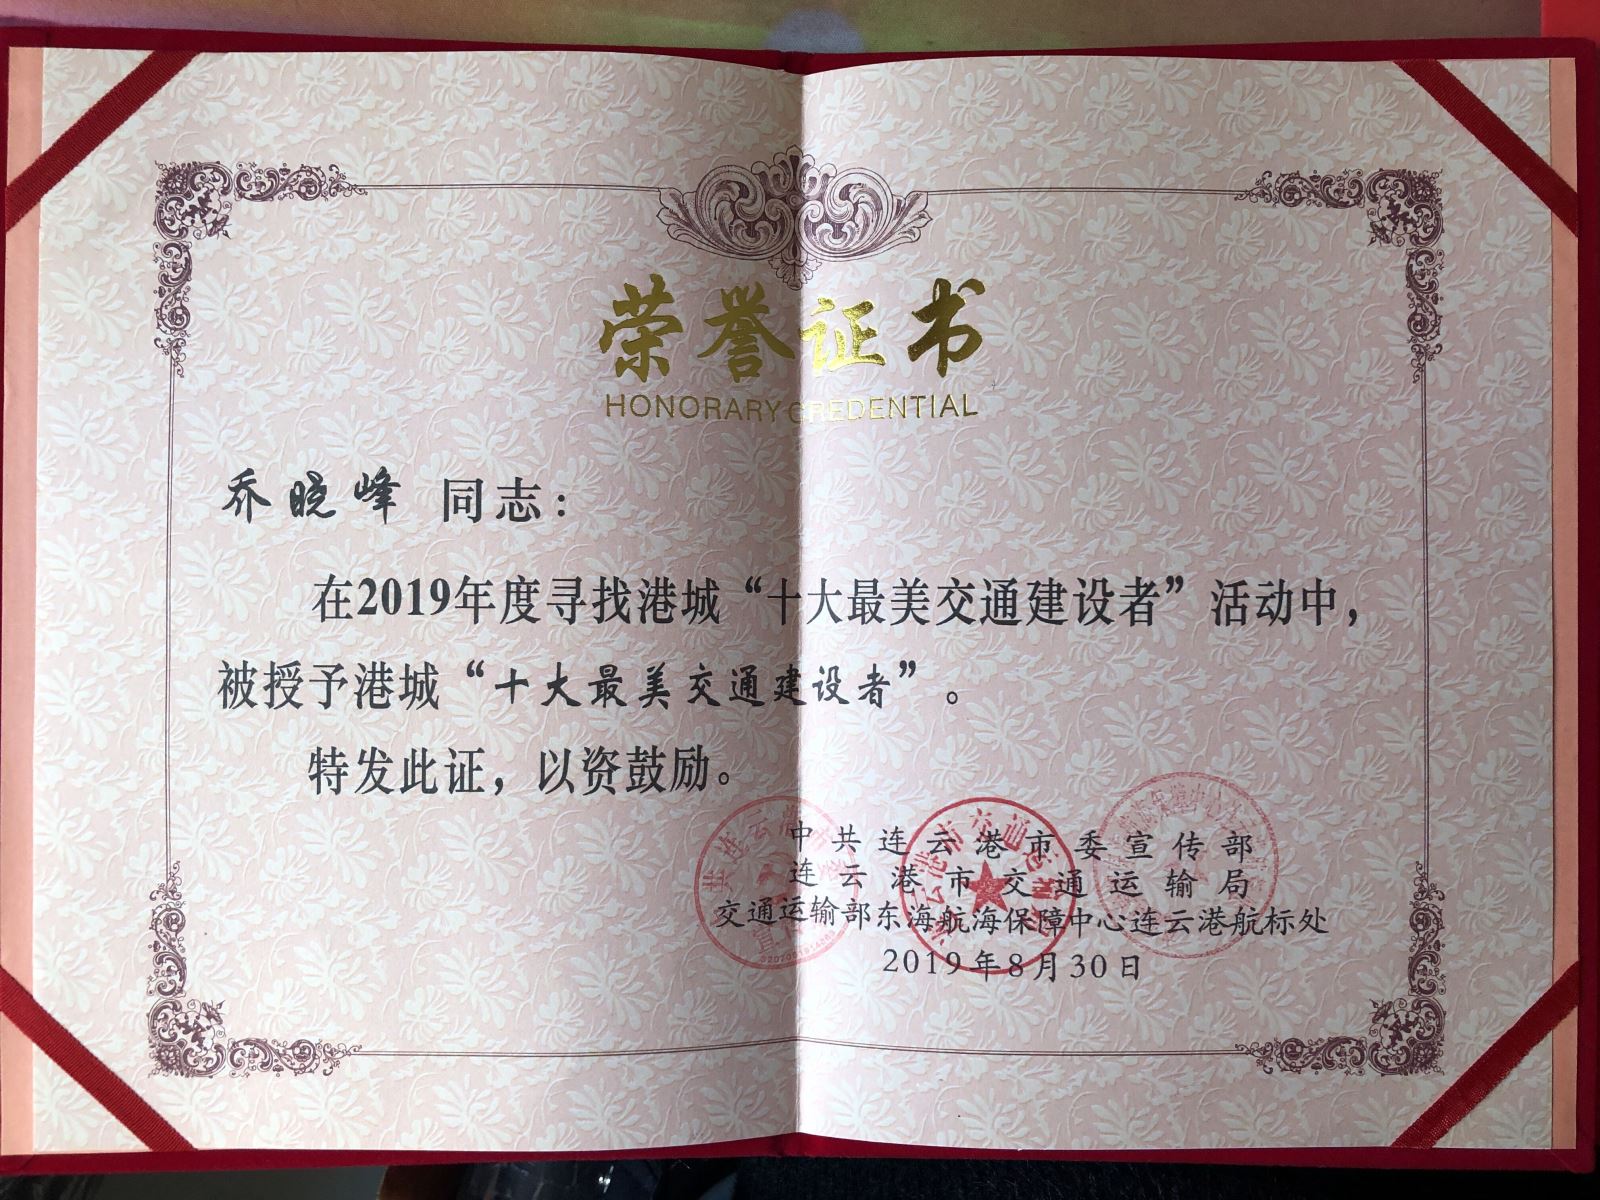 荣誉证书
HONORARY CREDENTIAL
乔晓峰 同志：
在2019年度寻找港城“十大最美交通建设者”活动中，
被授予港城“十大最美交通建设者”。
特发此证，以资鼓励。
中共连云港市委宣传部
连云港市交通运输局
交通运输部东海航海保障中心连云港航标处
2019年8月30日